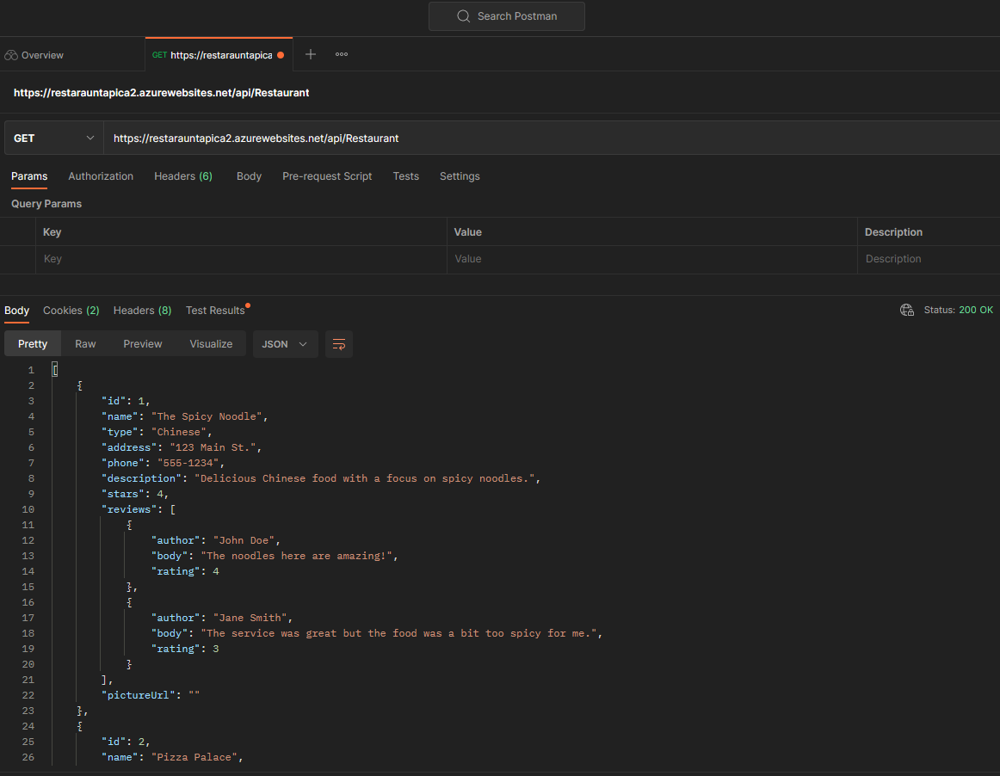 Search Postman
Overview
GET https://restarauntapica
https://restarauntapica2.azurewebsites.net/api/Restaurant
GET https://restarauntapica2.azurewebsites.net/api/Restaurant
Params Authorization Headers (6) Body Pre-request Script Tests Settings
Query Params
Key Value Description
Key Value Description
Body Cookies (2) Headers (8) Test Results Status: 200 OK
Pretty Raw Preview Visualize JSON
1 [
2 {
3 "id": 1,
4 "name": "The Spicy Noodle",
5 "type": "Chinese",
6 "address": "123 Main St.",
7 "phone": "555-1234",
8 "description": "Delicious Chinese food with a focus on spicy noodles.",
9 "stars": 4,
10 "reviews": [
11 {
12 "author": "John Doe",
13 "body": "The noodles here are amazing!",
14 "rating": 4
15 },
16 {
17 "author": "Jane Smith",
18 "body": "The service was great but the food was a bit too spicy for me.",
19 "rating": 3
20 }
21 ],
22 "pictureUrl": ""
23 },
24 {
25 "id": 2,
26 "name": "Pizza Palace",